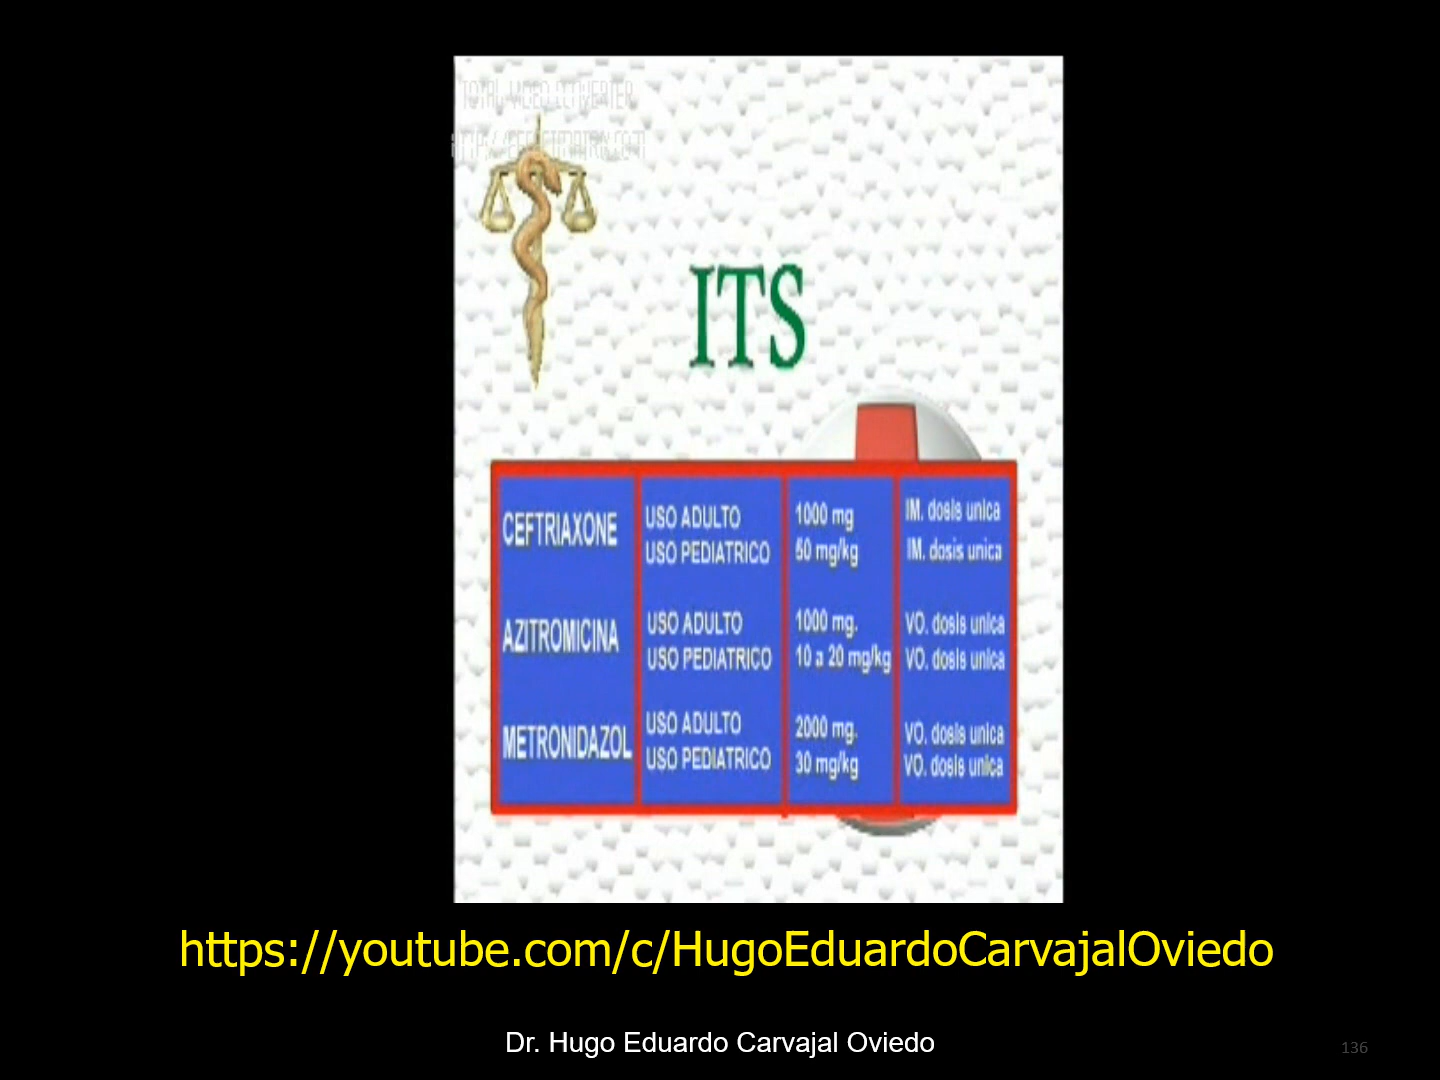 TOTAL VIDEO CONVERTER
ITS
CEFTRIAXONE USO ADULTO 1000 mg IM. dosis unica
USO PEDIATRICO 50 mg/kg IM. dosis unica
AZITROMICINA USO ADULTO 1000 mg. VO. dosis unica
USO PEDIATRICO 10 a 20 mg/kg VO. dosis unica
METRONIDAZOL USO ADULTO 2000 mg. VO. dosis unica
USO PEDIATRICO 30 mg/kg VO. dosis unica
https://youtube.com/c/HugoEduardoCarvajalOviedo
Dr. Hugo Eduardo Carvajal Oviedo
136